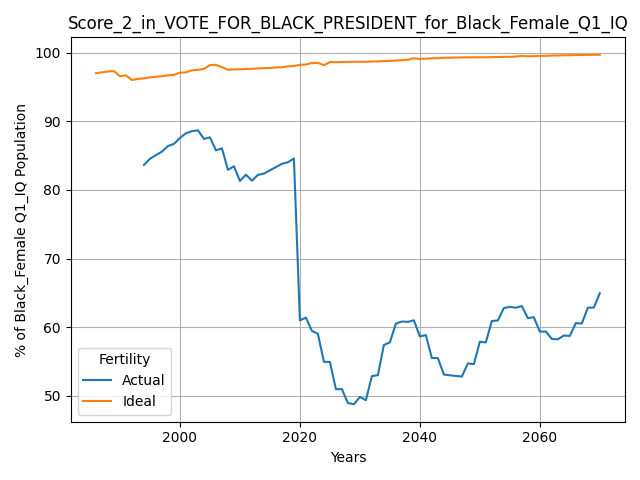 Score_2_in_VOTE_FOR_BLACK_PRESIDENT_for_Black_Female_Q1_IQ
% of Black_Female Q1_IQ Population
100
90
80
70
60
50
Fertility
Actual
Ideal
2000 2020 2040 2060
Years